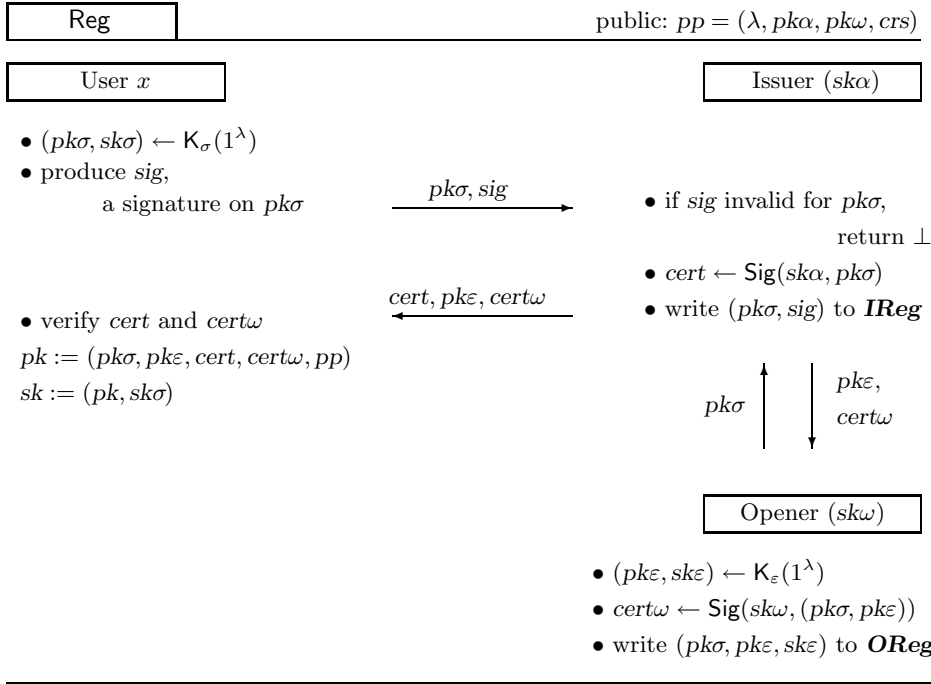 Reg
public: pp = (λ, pkα, pkω, crs)
User x
Issuer (skα)
• (pkσ, skσ) ← K_σ(1^λ)
• produce sig,
a signature on pkσ
pkσ, sig
• if sig invalid for pkσ,
return ⊥
• cert ← Sig(skα, pkσ)
• write (pkσ, sig) to IReg
cert, pkε, certω
• verify cert and certω
pk := (pkσ, pkε, cert, certω, pp)
sk := (pk, skσ)
pkσ
pkε,
certω
Opener (skω)
• (pkε, skε) ← K_ε(1^λ)
• certω ← Sig(skω, (pkσ, pkε))
• write (pkσ, pkε, skε) to OReg